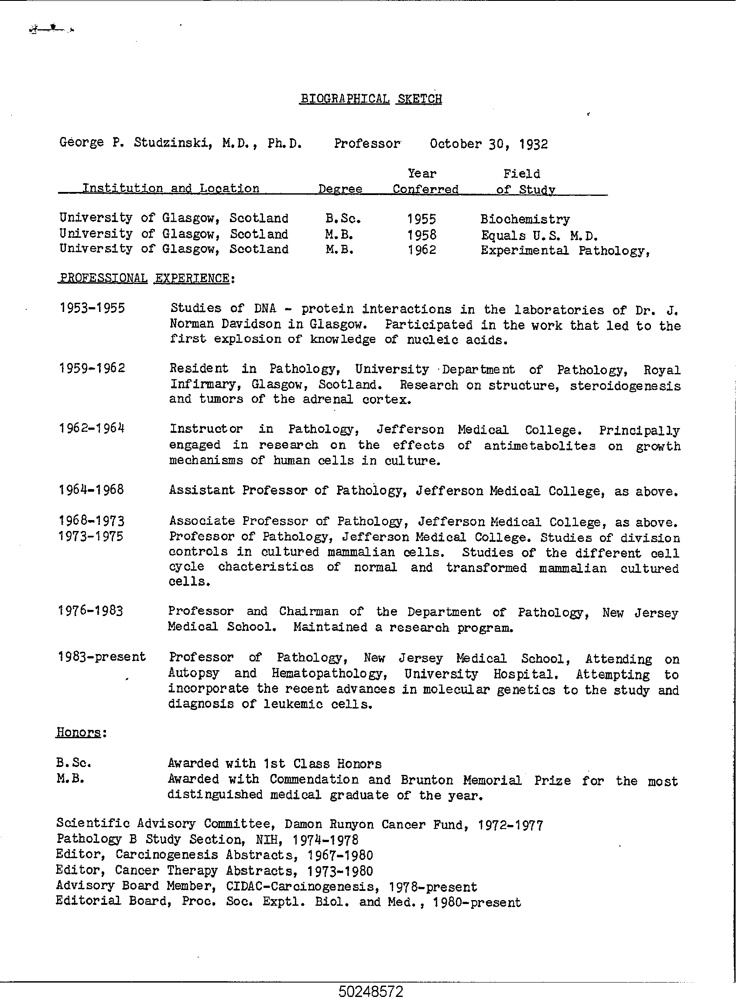 BIOGRAPHICAL SKETCH
George P. Studzinski, M.D., Ph.D. Professor October 30, 1932
Year Field
Institution and Location Degree Conferred of Study
University of Glasgow, Scotland B.Sc. 1955 Biochemistry
University of Glasgow, Scotland M.B. 1958 Equals U.S. M.D.
University of Glasgow, Scotland M.B. 1962 Experimental Pathology,
PROFESSIONAL EXPERIENCE:
1953-1955 Studies of DNA - protein interactions in the laboratories of Dr. J.
Norman Davidson in Glasgow. Participated in the work that led to the
first explosion of knowledge of nucleic acids.
1959-1962 Resident in Pathology, University Department of Pathology, Royal
Infirmary, Glasgow, Scotland. Research on structure, steroidogenesis
and tumors of the adrenal cortex.
1962-1964 Instructor in Pathology, Jefferson Medical College. Principally
engaged in research on the effects of antimetabolites on growth
mechanisms of human cells in culture.
1964-1968 Assistant Professor of Pathology, Jefferson Medical College, as above.
1968-1973 Associate Professor of Pathology, Jefferson Medical College, as above.
1973-1975 Professor of Pathology, Jefferson Medical College. Studies of division
controls in cultured mammalian cells. Studies of the different cell
cycle chacteristics of normal and transformed mammalian cultured
cells.
1976-1983 Professor and Chairman of the Department of Pathology, New Jersey
Medical School. Maintained a research program.
1983-present Professor of Pathology, New Jersey Medical School, Attending on
Autopsy and Hematopathology, University Hospital. Attempting to
incorporate the recent advances in molecular genetics to the study and
diagnosis of leukemic cells.
Honors:
B.Sc. Awarded with 1st Class Honors
M.B. Awarded with Commendation and Brunton Memorial Prize for the most
distinguished medical graduate of the year.
Scientific Advisory Committee, Damon Runyon Cancer Fund, 1972-1977
Pathology B Study Section, NIH, 1974-1978
Editor, Carcinogenesis Abstracts, 1967-1980
Editor, Cancer Therapy Abstracts, 1973-1980
Advisory Board Member, CIDAC-Carcinogenesis, 1978-present
Editorial Board, Proc. Soc. Exptl. Biol. and Med., 1980-present
50248572